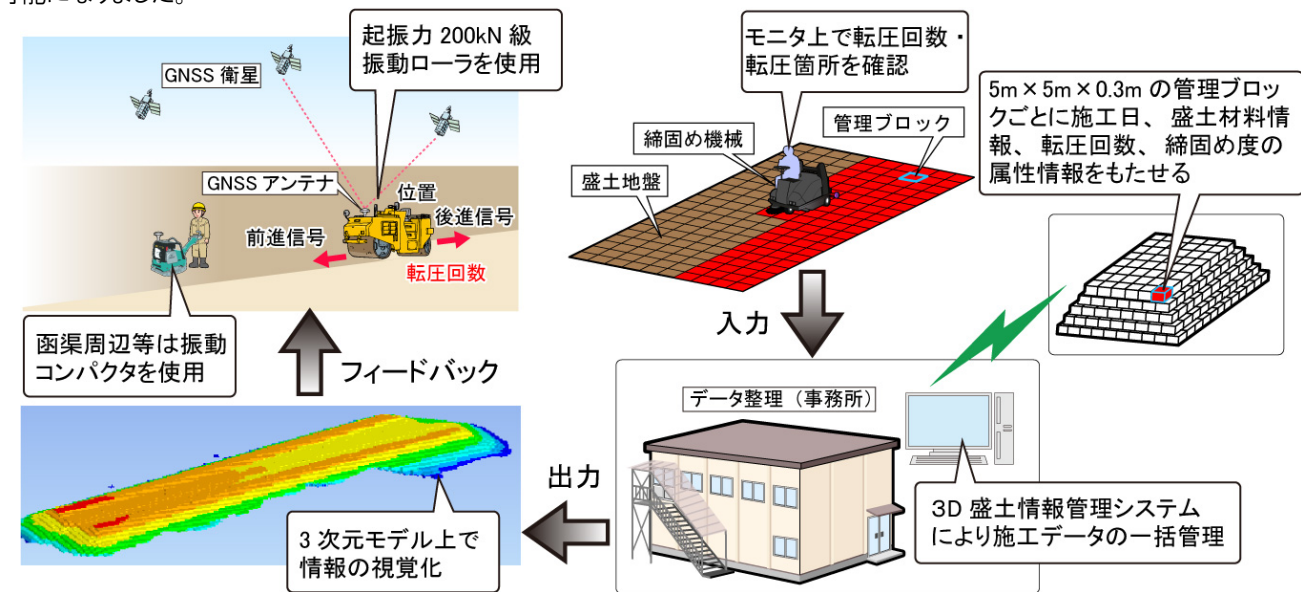 可能になりました。
起振力 200kN 級
振動ローラを使用
GNSS 衛星
GNSS アンテナ
位置
後進信号
前進信号
転圧回数
函渠周辺等は振動
コンパクタを使用
モニタ上で転圧回数・
転圧箇所を確認
管理ブロック
締固め機械
盛土地盤
5m×5m×0.3m の管理ブロッ
クごとに施工日、盛土材料情
報、転圧回数、締固め度の
属性情報をもたせる
入力
データ整理(事務所)
3D 盛土情報管理システム
により施工データの一括管理
出力
3 次元モデル上で
情報の視覚化
フィードバック